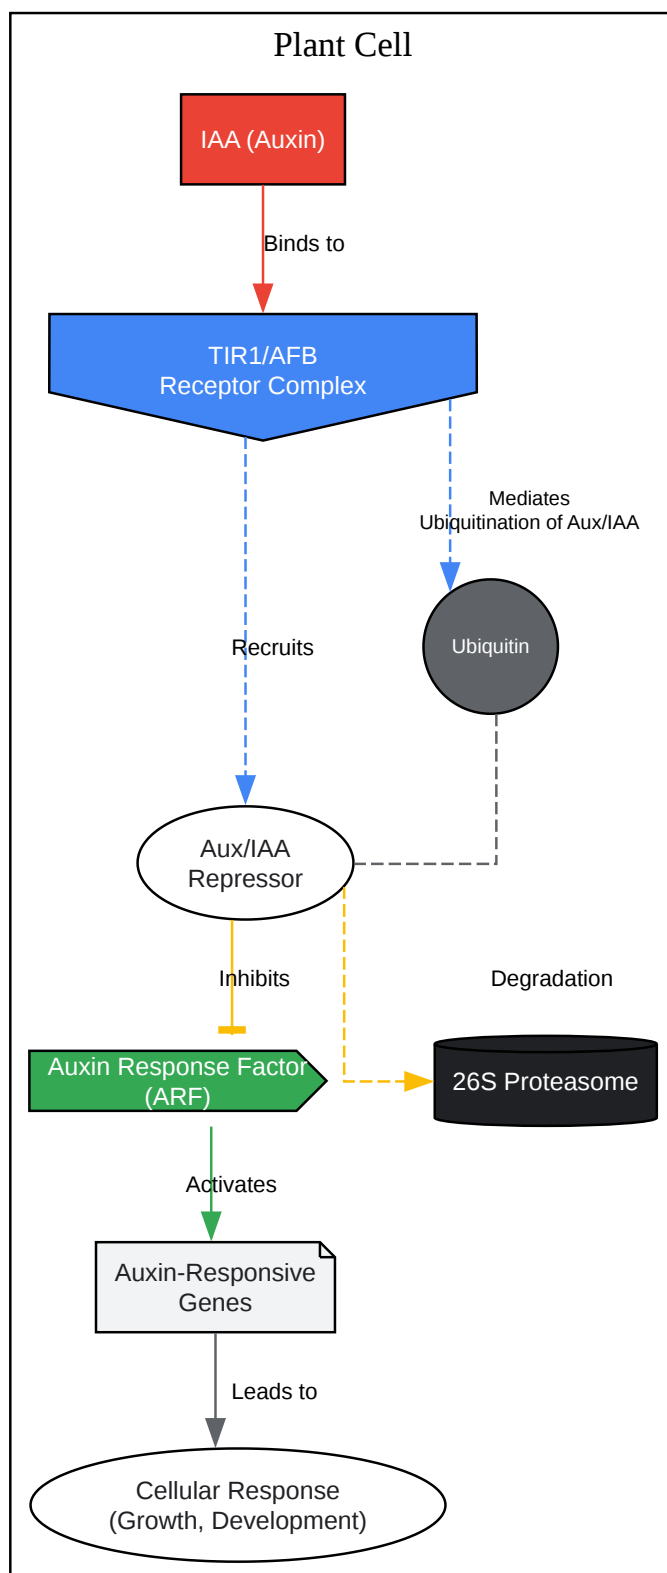 Plant Cell
IAA (Auxin)
Binds to
TIR1/AFB
Receptor Complex
Mediates
Ubiquitination of Aux/IAA
Recruits
Ubiquitin
Aux/IAA
Repressor
Inhibits
Degradation
Auxin Response Factor
(ARF)
26S Proteasome
Activates
Auxin-Responsive
Genes
Leads to
Cellular Response
(Growth, Development)